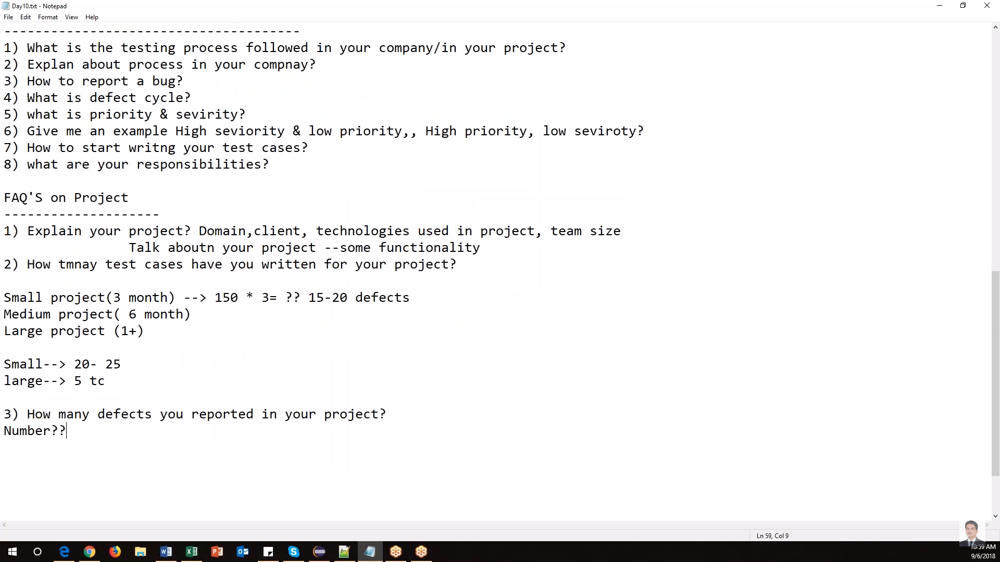 Day10.txt - Notepad
File Edit Format View Help
--------------------------------------
1) What is the testing process followed in your company/in your project?
2) Explan about process in your compnay?
3) How to report a bug?
4) What is defect cycle?
5) what is priority & sevirity?
6) Give me an example High seviority & low priority,, High priority, low seviroty?
7) How to start writng your test cases?
8) what are your responsibilities?
FAQ'S on Project
--------------------
1) Explain your project? Domain,client, technologies used in project, team size
Talk aboutn your project --some functionality
2) How tmnay test cases have you written for your project?
Small project(3 month) --> 150 * 3= ?? 15-20 defects
Medium project( 6 month)
Large project (1+)
Small--> 20- 25
large--> 5 tc
3) How many defects you reported in your project?
Number??
Ln 59, Col 9
10:59 AM
9/6/2018